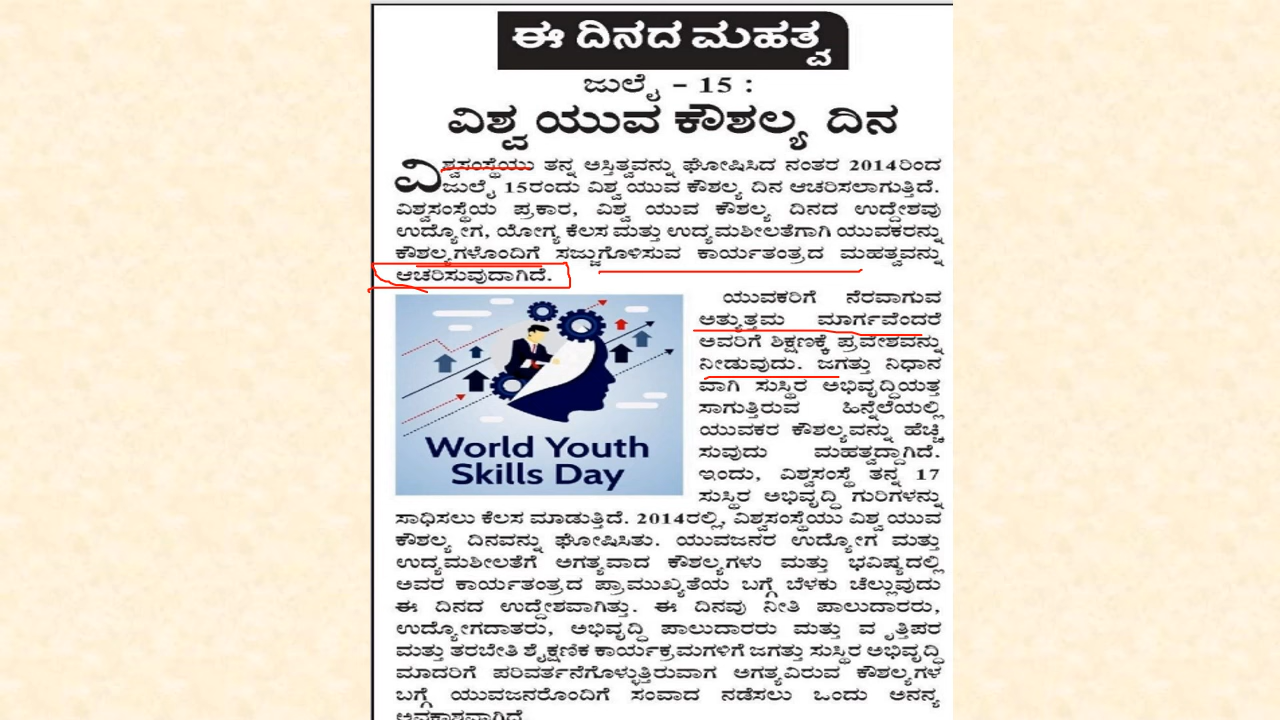 ಈ ದಿನದ ಮಹತ್ವ
ಜುಲೈ - 15 :
ವಿಶ್ವ ಯುವ ಕೌಶಲ್ಯ ದಿನ
ವಿಶ್ವಸಂಸ್ಥೆಯು ತನ್ನ ಅಸ್ತಿತ್ವವನ್ನು ಘೋಷಿಸಿದ ನಂತರ 2014ರಿಂದ
ಜುಲೈ 15ರಂದು ವಿಶ್ವ ಯುವ ಕೌಶಲ್ಯ ದಿನ ಆಚರಿಸಲಾಗುತ್ತಿದೆ.
ವಿಶ್ವಸಂಸ್ಥೆಯ ಪ್ರಕಾರ, ವಿಶ್ವ ಯುವ ಕೌಶಲ್ಯ ದಿನದ ಉದ್ದೇಶವು
ಉದ್ಯೋಗ, ಯೋಗ್ಯ ಕೆಲಸ ಮತ್ತು ಉದ್ಯಮಶೀಲತೆಗಾಗಿ ಯುವಕರನ್ನು
ಕೌಶಲ್ಯಗಳೊಂದಿಗೆ ಸಜ್ಜುಗೊಳಿಸುವ ಕಾರ್ಯತಂತ್ರದ ಮಹತ್ವವನ್ನು
ಆಚರಿಸುವುದಾಗಿದೆ.
ಯುವಕರಿಗೆ ನೆರವಾಗುವ
ಅತ್ಯುತ್ತಮ ಮಾರ್ಗವೆಂದರೆ
ಅವರಿಗೆ ಶಿಕ್ಷಣಕ್ಕೆ ಪ್ರವೇಶವನ್ನು
ನೀಡುವುದು. ಜಗತ್ತು ನಿಧಾನ
ವಾಗಿ ಸುಸ್ಥಿರ ಅಭಿವೃದ್ಧಿಯತ್ತ
ಸಾಗುತ್ತಿರುವ ಹಿನ್ನೆಲೆಯಲ್ಲಿ
ಯುವಕರ ಕೌಶಲ್ಯವನ್ನು ಹೆಚ್ಚಿ
ಸುವುದು ಮಹತ್ವದ್ದಾಗಿದೆ.
ಇಂದು, ವಿಶ್ವಸಂಸ್ಥೆ ತನ್ನ 17
ಸುಸ್ಥಿರ ಅಭಿವೃದ್ಧಿ ಗುರಿಗಳನ್ನು
World Youth
Skills Day
ಸಾಧಿಸಲು ಕೆಲಸ ಮಾಡುತ್ತಿದೆ. 2014ರಲ್ಲಿ, ವಿಶ್ವಸಂಸ್ಥೆಯು ವಿಶ್ವ ಯುವ
ಕೌಶಲ್ಯ ದಿನವನ್ನು ಘೋಷಿಸಿತು. ಯುವಜನರ ಉದ್ಯೋಗ ಮತ್ತು
ಉದ್ಯಮಶೀಲತೆಗೆ ಅಗತ್ಯವಾದ ಕೌಶಲ್ಯಗಳು ಮತ್ತು ಭವಿಷ್ಯದಲ್ಲಿ
ಅವರ ಕಾರ್ಯತಂತ್ರದ ಪ್ರಾಮುಖ್ಯತೆಯ ಬಗ್ಗೆ ಬೆಳಕು ಚೆಲ್ಲುವುದು
ಈ ದಿನದ ಉದ್ದೇಶವಾಗಿತ್ತು. ಈ ದಿನವು ನೀತಿ ಪಾಲುದಾರರು,
ಉದ್ಯೋಗದಾತರು, ಅಭಿವೃದ್ಧಿ ಪಾಲುದಾರರು ಮತ್ತು ವೃತ್ತಿಪರ
ಮತ್ತು ತರಬೇತಿ ಶೈಕ್ಷಣಿಕ ಕಾರ್ಯಕ್ರಮಗಳಿಗೆ ಜಗತ್ತು ಸುಸ್ಥಿರ ಅಭಿವೃದ್ಧಿ
ಮಾದರಿಗೆ ಪರಿವರ್ತನೆಗೊಳ್ಳುತ್ತಿರುವಾಗ ಅಗತ್ಯವಿರುವ ಕೌಶಲ್ಯಗಳ
ಬಗ್ಗೆ ಯುವಜನರೊಂದಿಗೆ ಸಂವಾದ ನಡೆಸಲು ಒಂದು ಅನನ್ಯ
ಅವಕಾಶವಾಗಿದೆ.